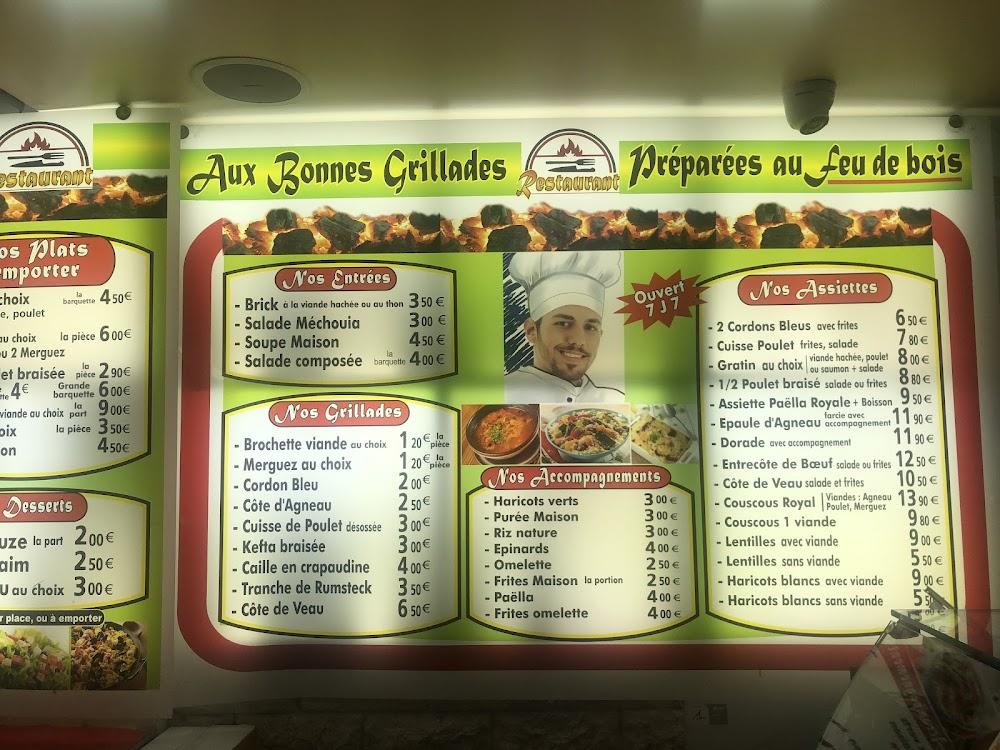 estaurant
os Plats
emporter
choix la barquette 4 50€
e, poulet
au choix la pièce 6 00€
ou 2 Merguez
let braisée la pièce 2 90€
4€ Grande barquette 6 00€
viande au choix la part 9 00€
oix la pièce 3 50€
on 4 50€
Desserts
uze la part 2 00€
aim 2 50€
u au choix 3 00€
r place, ou à emporter
Aux Bonnes Grillades Restaurant Préparées au Feu de bois
Nos Entrées
- Brick à la viande hachée ou au thon 3 50 €
- Salade Méchouia 3 00 €
- Soupe Maison 4 50 €
- Salade composée la barquette 4 00 €
Nos Grillades
- Brochette viande au choix 1 20€ la pièce
- Merguez au choix 1 20€ la pièce
- Cordon Bleu 2 00€
- Côte d'Agneau 2 50€
- Cuisse de Poulet désossée 3 00€
- Kefta braisée 3 00€
- Caille en crapaudine 4 00€
- Tranche de Rumsteck 3 50€
- Côte de Veau 6 50€
Ouvert
7 J 7
Nos Accompagnements
- Haricots verts 3 00 €
- Purée Maison 3 00 €
- Riz nature 3 00 €
- Epinards 4 00 €
- Omelette 2 50 €
- Frites Maison la portion 2 50 €
- Paëlla 4 00 €
- Frites omelette 4 00 €
Nos Assiettes
- 2 Cordons Bleus avec frites 6 50 €
- Cuisse Poulet frites, salade 7 80 €
- Gratin au choix viande hachée, poulet ou saumon + salade 8 00 €
- 1/2 Poulet braisé salade ou frites 8 80 €
- Assiette Paëlla Royale + Boisson 9 50 €
- Epaule d'Agneau farcie avec accompagnement 11 90 €
- Dorade avec accompagnement 11 90 €
- Entrecôte de Bœuf salade ou frites 12 50 €
- Côte de Veau salade et frites 10 50 €
- Couscous Royal Viandes : Agneau Poulet, Merguez 13 90 €
- Couscous 1 viande 9 80 €
- Lentilles avec viande 9 00 €
- Lentilles sans viande 5 50 €
- Haricots blancs avec viande 9 00 €
- Haricots blancs sans viande 5 50